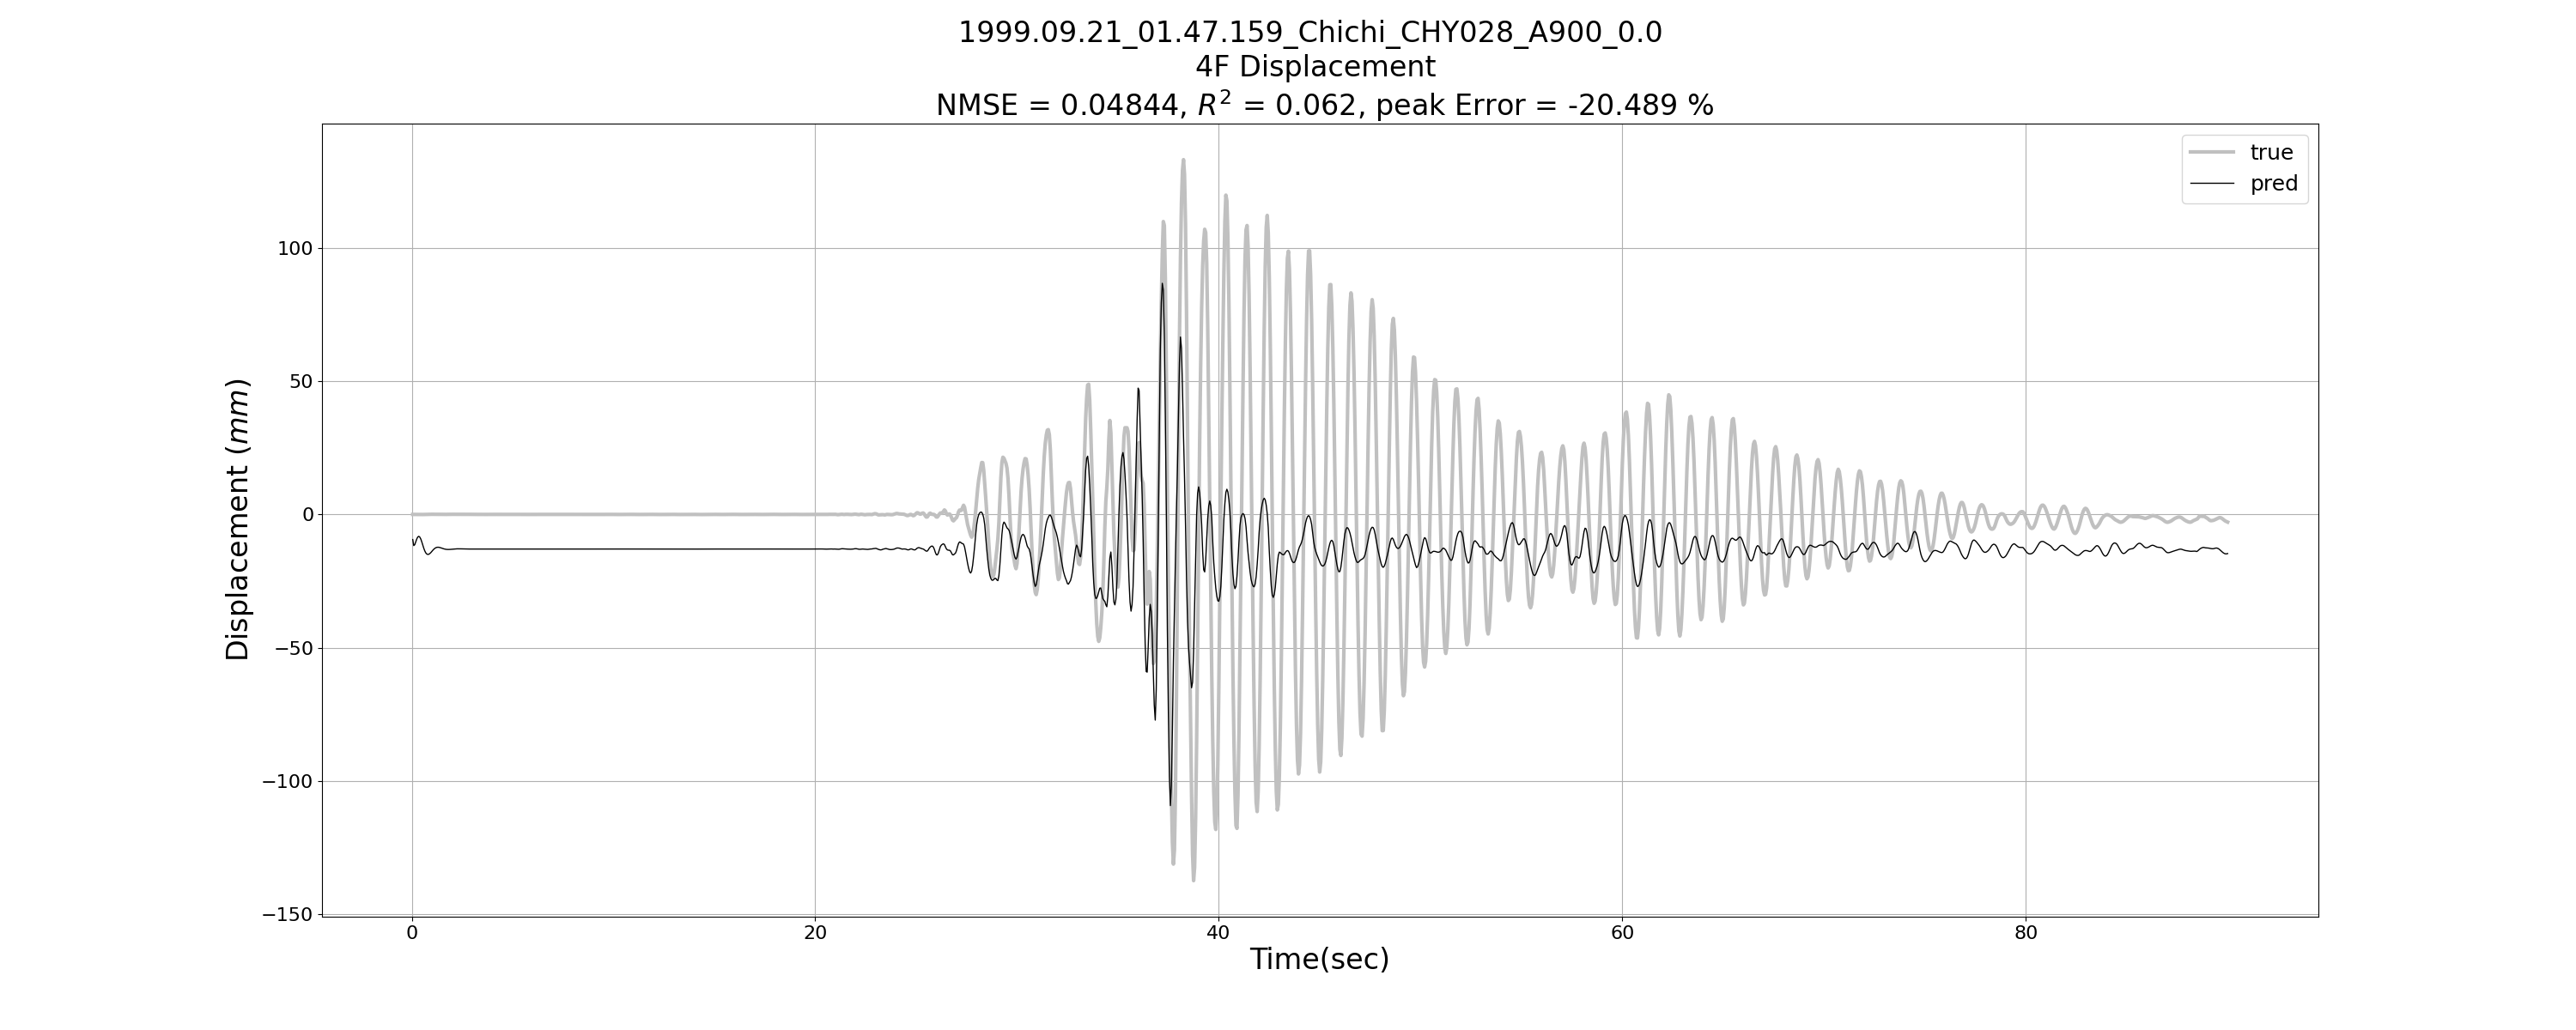 1999.09.21_01.47.159_Chichi_CHY028_A900_0.0
4F Displacement
NMSE = 0.04844, R² = 0.062, peak Error = -20.489 %
true
pred
Displacement (mm)
100
50
0
−50
−100
−150
0
20
40
60
80
Time(sec)